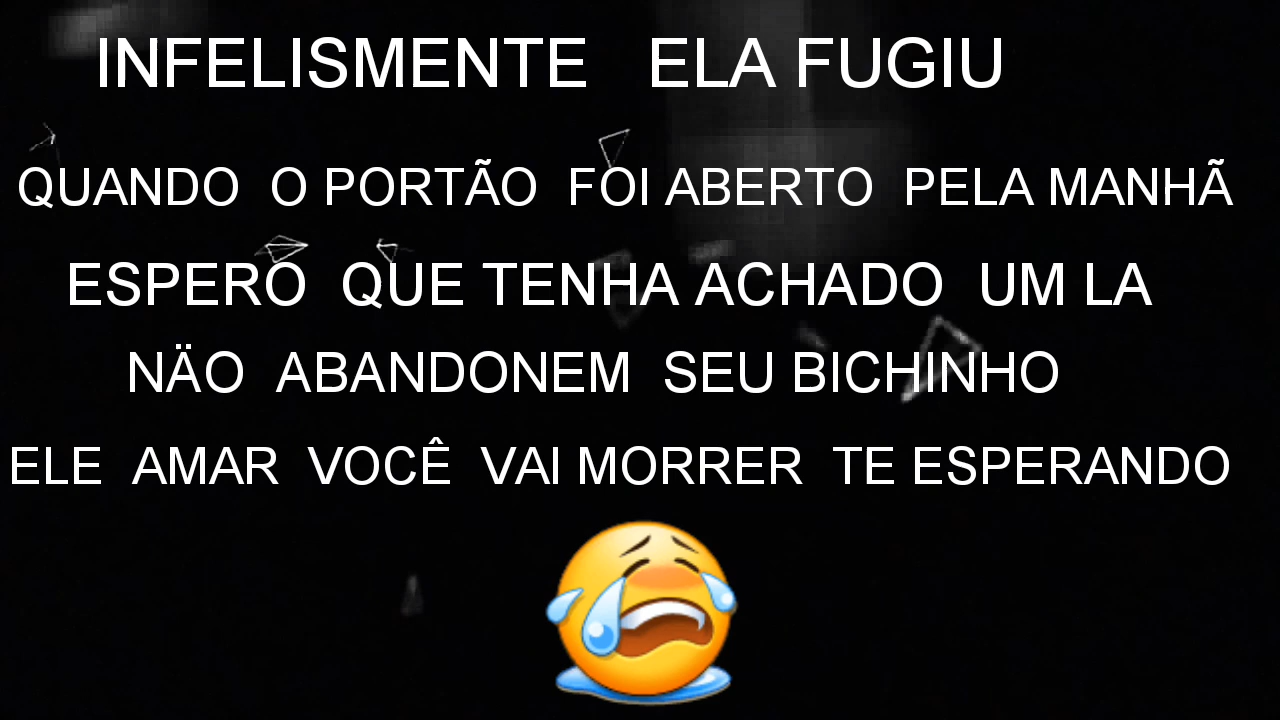 INFELISMENTE ELA FUGIU
QUANDO O PORTÃO FOI ABERTO PELA MANHÃ
ESPERO QUE TENHA ACHADO UM LA
NÄO ABANDONEM SEU BICHINHO
ELE AMAR VOCÊ VAI MORRER TE ESPERANDO